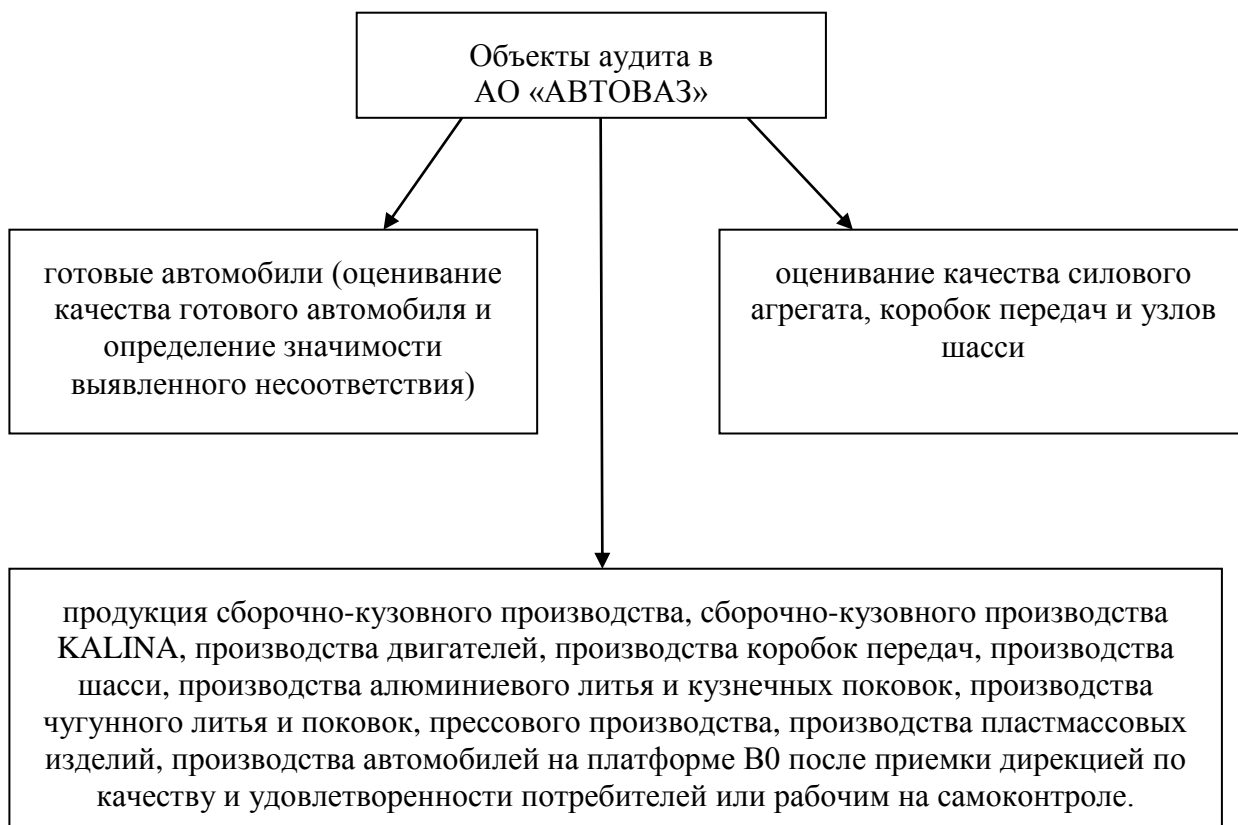 Объекты аудита в
АО «АВТОВАЗ»
готовые автомобили (оценивание
качества готового автомобиля и
определение значимости
выявленного несоответствия)
оценивание качества силового
агрегата, коробок передач и узлов
шасси
продукция сборочно-кузовного производства, сборочно-кузовного производства
KALINA, производства двигателей, производства коробок передач, производства
шасси, производства алюминиевого литья и кузнечных поковок, производства
чугунного литья и поковок, прессового производства, производства пластмассовых
изделий, производства автомобилей на платформе В0 после приемки дирекцией по
качеству и удовлетворенности потребителей или рабочим на самоконтроле.